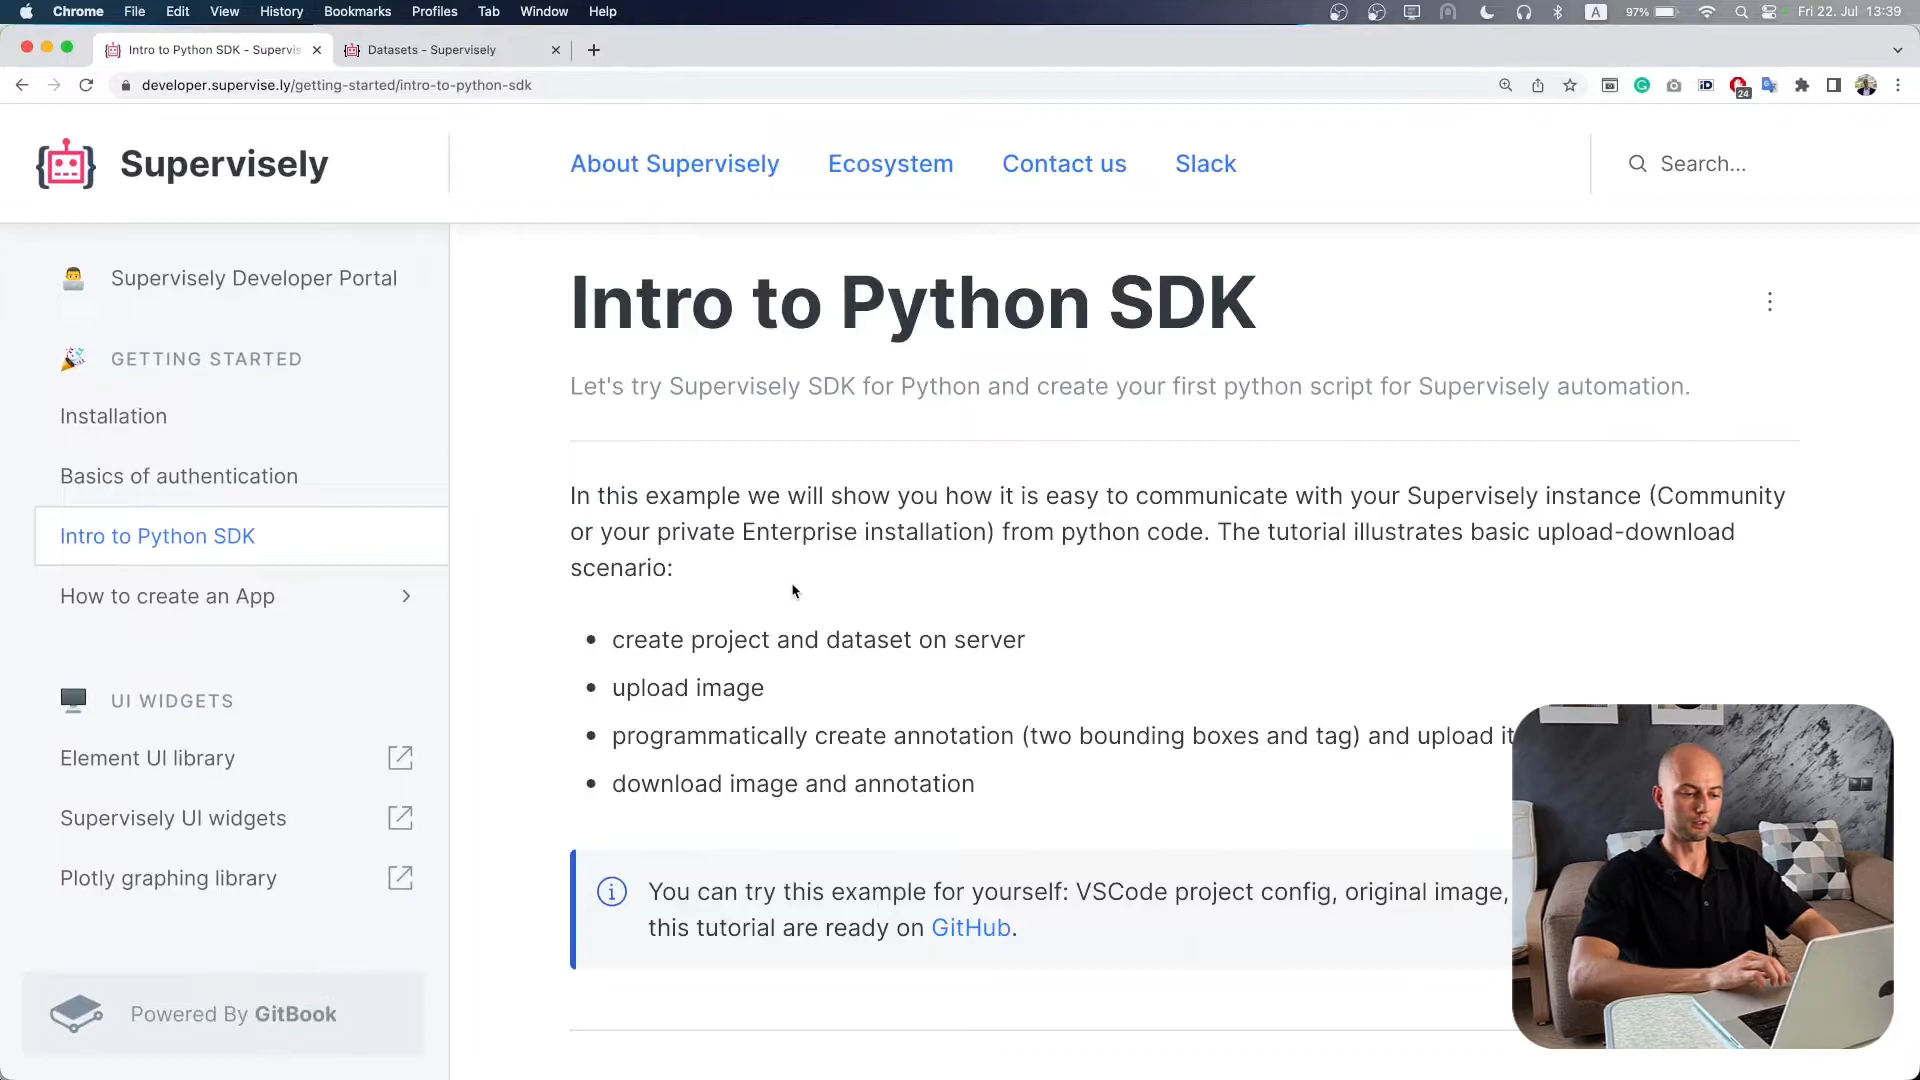 Chrome File Edit View History Bookmarks Profiles Tab Window Help
A 97% Fri 22. Jul 13:39
Intro to Python SDK - Supervis
Datasets - Supervisely
developer.supervise.ly/getting-started/intro-to-python-sdk
iD
24
Supervisely
About Supervisely Ecosystem Contact us Slack
Search...
Supervisely Developer Portal
GETTING STARTED
Installation
Basics of authentication
Intro to Python SDK
How to create an App
UI WIDGETS
Element UI library
Supervisely UI widgets
Plotly graphing library
Powered By GitBook
Intro to Python SDK
Let's try Supervisely SDK for Python and create your first python script for Supervisely automation.
In this example we will show you how it is easy to communicate with your Supervisely instance (Community
or your private Enterprise installation) from python code. The tutorial illustrates basic upload-download
scenario:
• create project and dataset on server
• upload image
• programmatically create annotation (two bounding boxes and tag) and upload it
• download image and annotation
You can try this example for yourself: VSCode project config, original image,
this tutorial are ready on GitHub.